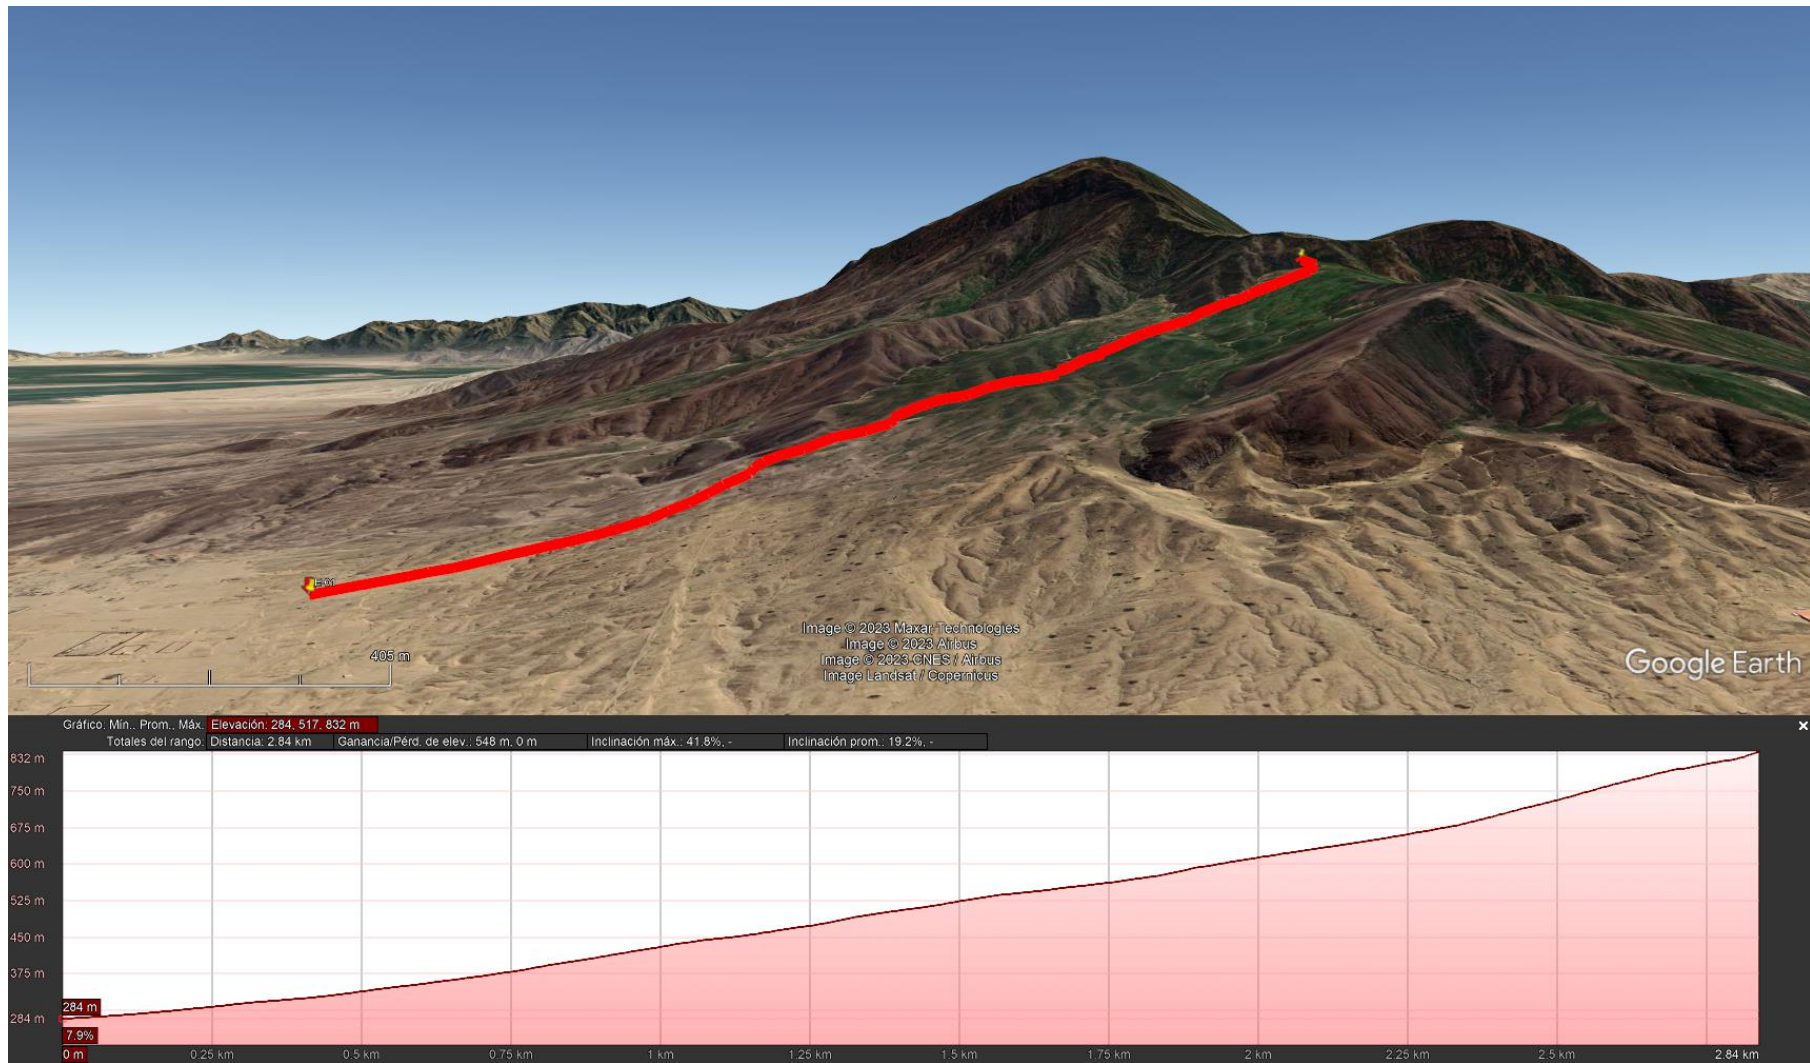 405 m
Image © 2023 Maxar Technologies
Image © 2023 Airbus
Image © 2023 CNES / Airbus
Image Landsat / Copernicus
Google Earth
Gráfico: Mín., Prom., Máx. Elevación: 284, 517, 832 m
Totales del rango: Distancia: 2.84 km Ganancia/Pérd. de elev.: 548 m, 0 m Inclinación máx.: 41.8%, - Inclinación prom.: 19.2%, -
832 m
750 m
675 m
600 m
525 m
450 m
375 m
284 m
284 m
7.9%
0 m 0.25 km 0.5 km 0.75 km 1 km 1.25 km 1.5 km 1.75 km 2 km 2.25 km 2.5 km 2.84 km